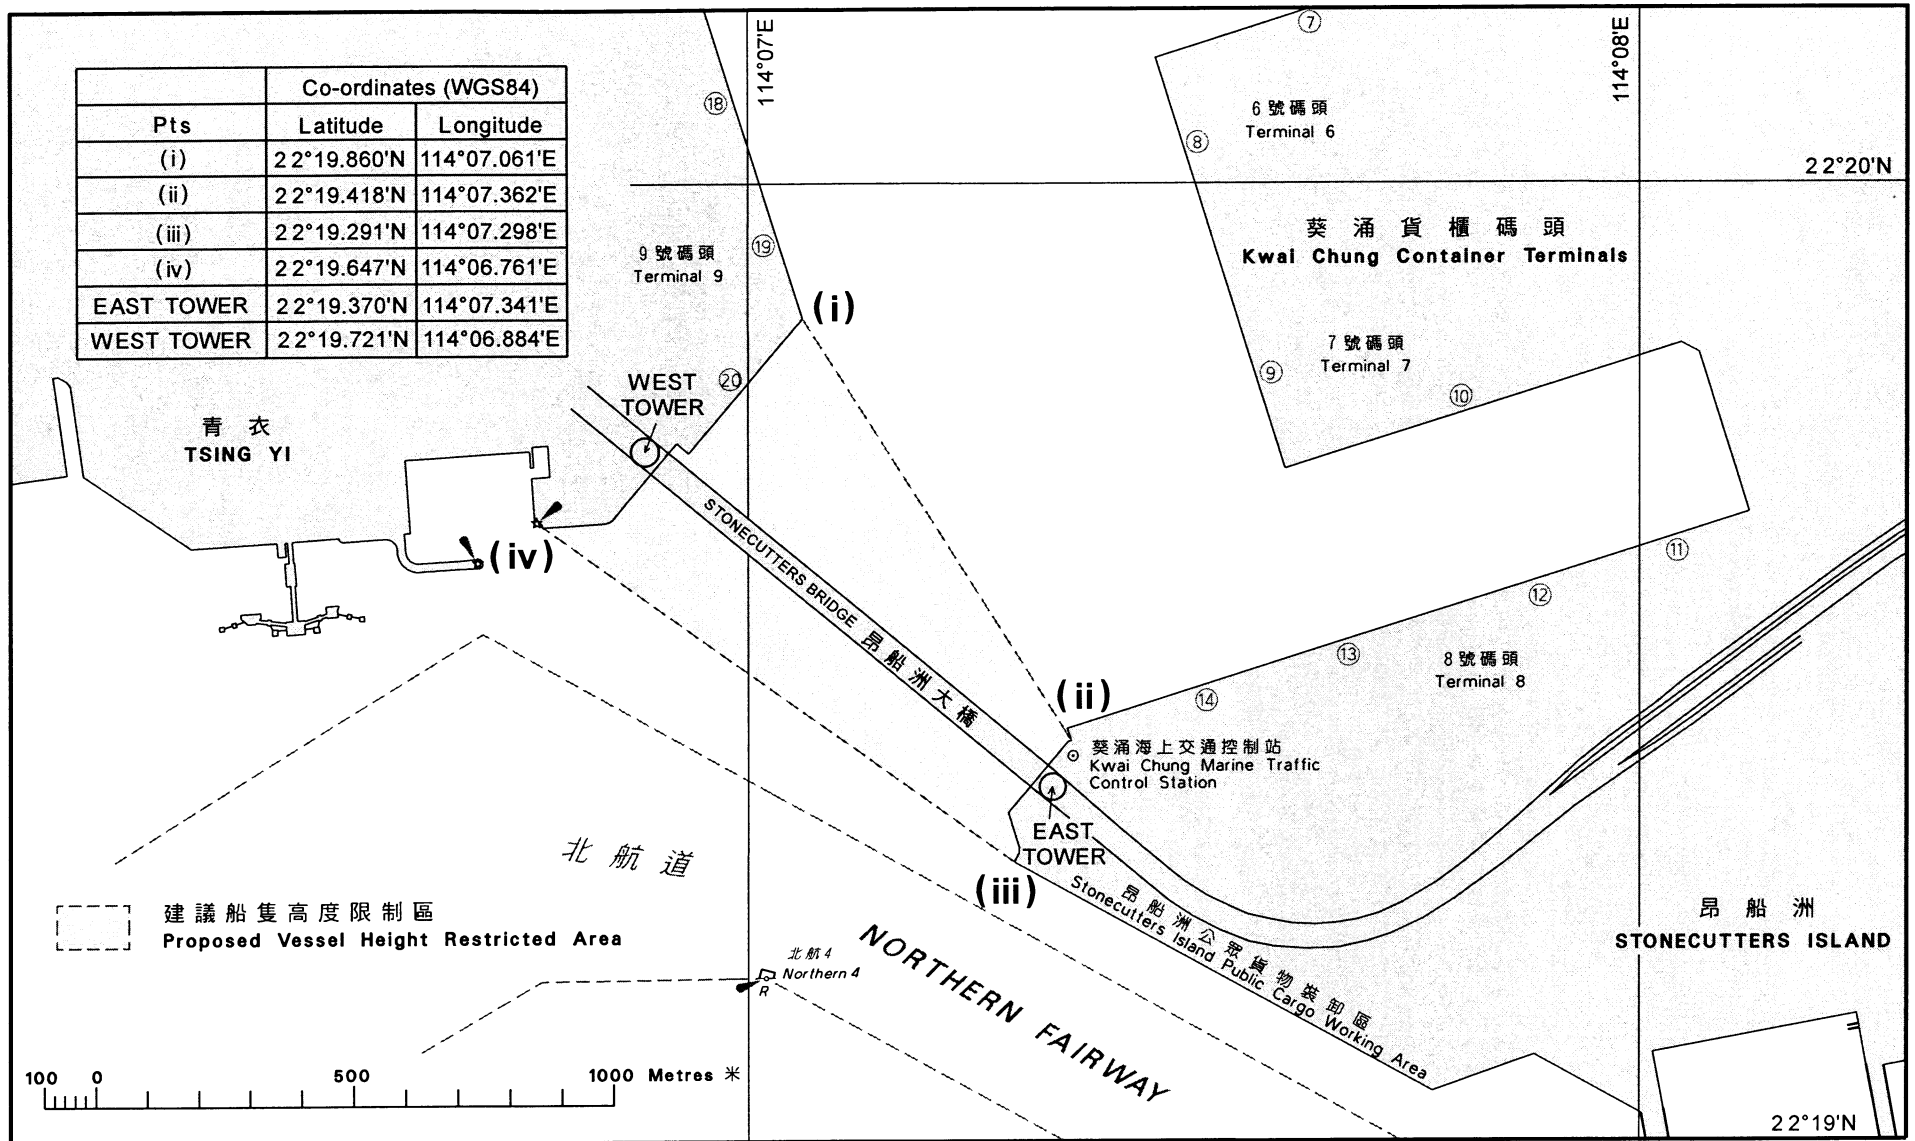 Co-ordinates (WGS84)
Pts Latitude Longitude
(i) 22°19.860'N 114°07.061'E
(ii) 22°19.418'N 114°07.362'E
(iii) 22°19.291'N 114°07.298'E
(iv) 22°19.647'N 114°06.761'E
EAST TOWER 22°19.370'N 114°07.341'E
WEST TOWER 22°19.721'N 114°06.884'E
114°07'E
114°08'E
22°20'N
7
18
8
6 號碼頭
Terminal 6
葵涌貨櫃碼頭
Kwai Chung Container Terminals
9 號碼頭
Terminal 9
19
(i)
7 號碼頭
Terminal 7
9
10
20
WEST
TOWER
青衣
TSING YI
(iv)
STONECUTTERS BRIDGE 昂船洲大橋
11
12
13
14
8 號碼頭
Terminal 8
(ii)
葵涌海上交通控制站
Kwai Chung Marine Traffic
Control Station
EAST
TOWER
(iii)
昂船洲公眾貨物裝卸區
Stonecutters Island Public Cargo Working Area
昂船洲
STONECUTTERS ISLAND
北航道
NORTHERN FAIRWAY
建議船隻高度限制區
Proposed Vessel Height Restricted Area
北航4
Northern 4
R
100 0 500 1000 Metres 米
22°19'N